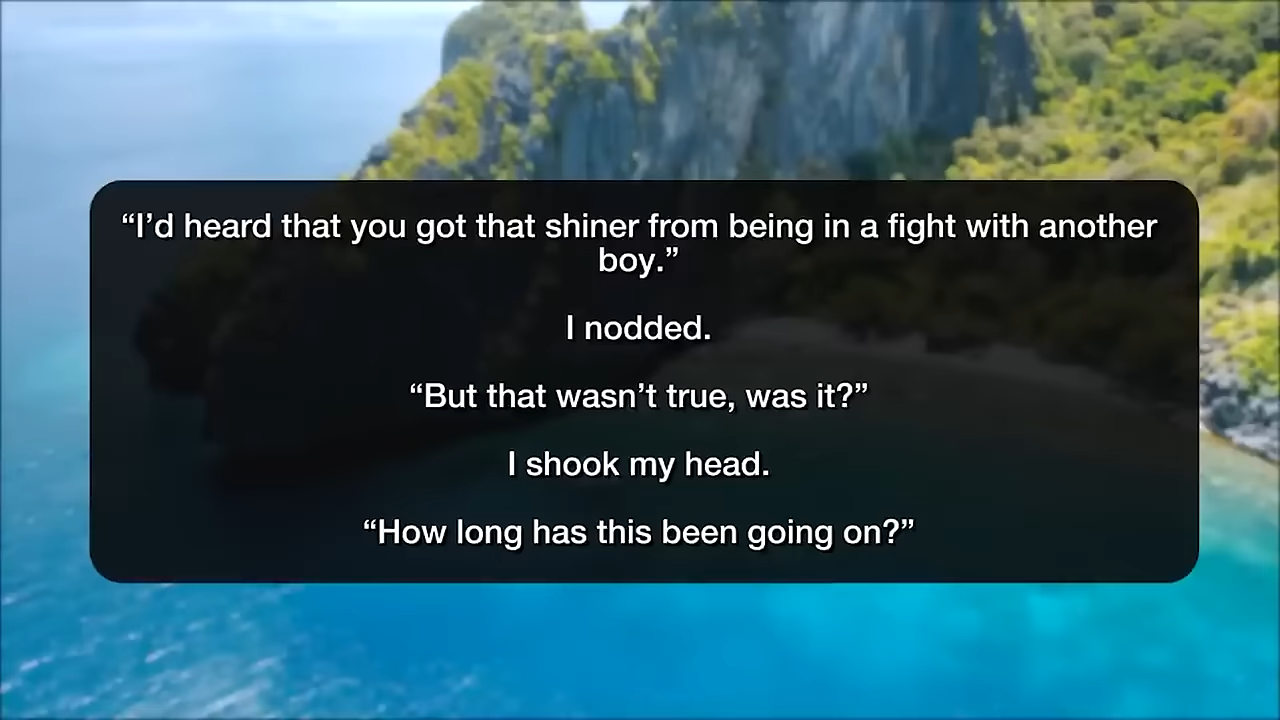 “I’d heard that you got that shiner from being in a fight with another
boy.”
I nodded.
“But that wasn’t true, was it?”
I shook my head.
“How long has this been going on?”